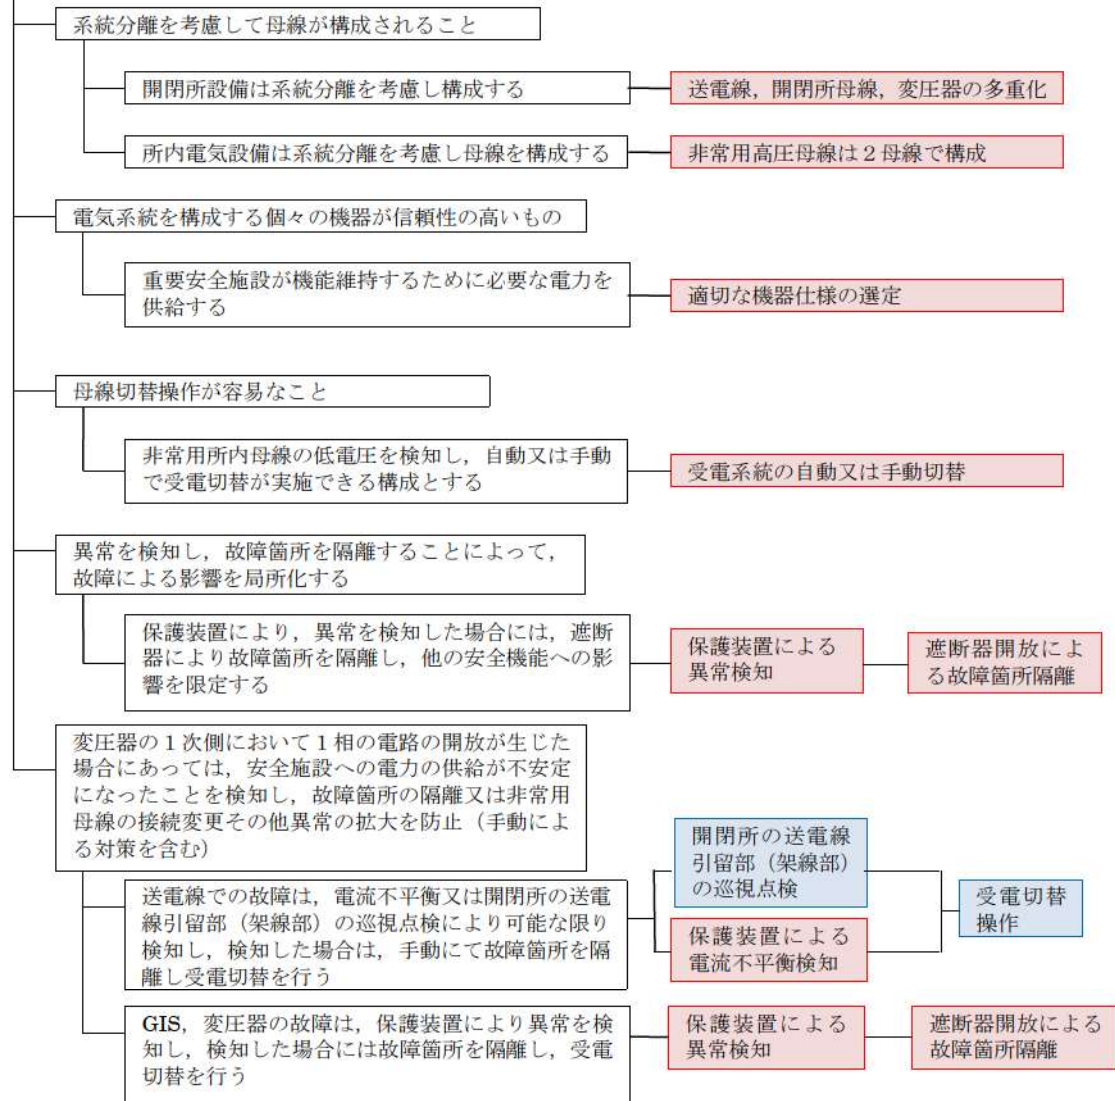 系統分離を考慮して母線が構成されること
開閉所設備は系統分離を考慮し構成する
送電線，開閉所母線，変圧器の多重化
所内電気設備は系統分離を考慮し母線を構成する
非常用高圧母線は２母線で構成
電気系統を構成する個々の機器が信頼性の高いもの
重要安全施設が機能維持するために必要な電力を
供給する
適切な機器仕様の選定
母線切替操作が容易なこと
非常用所内母線の低電圧を検知し，自動又は手動
で受電切替が実施できる構成とする
受電系統の自動又は手動切替
異常を検知し，故障箇所を隔離することによって，
故障による影響を局所化する
保護装置により，異常を検知した場合には，遮断
器により故障箇所を隔離し，他の安全機能への影
響を限定する
保護装置による
異常検知
遮断器開放によ
る故障箇所隔離
変圧器の１次側において１相の電路の開放が生じた
場合にあっては，安全施設への電力の供給が不安定
になったことを検知し，故障箇所の隔離又は非常用
母線の接続変更その他異常の拡大を防止（手動によ
る対策を含む）
送電線での故障は，電流不平衡又は開閉所の送電
線引留部（架線部）の巡視点検により可能な限り
検知し，検知した場合は，手動にて故障箇所を隔
離し受電切替を行う
開閉所の送電線
引留部（架線部）
の巡視点検
保護装置による
電流不平衡検知
受電切替
操作
GIS，変圧器の故障は，保護装置により異常を検
知し，検知した場合には故障箇所を隔離し，受電
切替を行う
保護装置による
異常検知
遮断器開放による
故障箇所隔離